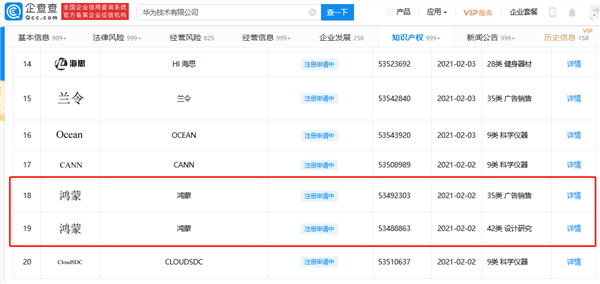 企查查
Qcc.com
全国企业信用查询系统
官方备案企业征信机构
华为技术有限公司
查一下
产品
应用
VIP服务
企业套餐
基本信息 999+
法律风险 999+
经营风险 825
经营信息 999+
企业发展 256
知识产权 999+
新闻公告 999+
历史信息 158
VIP
14 海思 HI 海思 注册申请中 53523692 2021-02-03 28类 健身器材 详情
15 兰令 兰令 注册申请中 53542840 2021-02-03 35类 广告销售 详情
16 Ocean OCEAN 注册申请中 53543920 2021-02-03 9类 科学仪器 详情
17 CANN CANN 注册申请中 53508989 2021-02-02 9类 科学仪器 详情
18 鸿蒙 鸿蒙 注册申请中 53492303 2021-02-02 35类 广告销售 详情
19 鸿蒙 鸿蒙 注册申请中 53488863 2021-02-02 42类 设计研究 详情
20 CloudSDC CLOUDSDC 注册申请中 53510637 2021-02-02 9类 科学仪器 详情